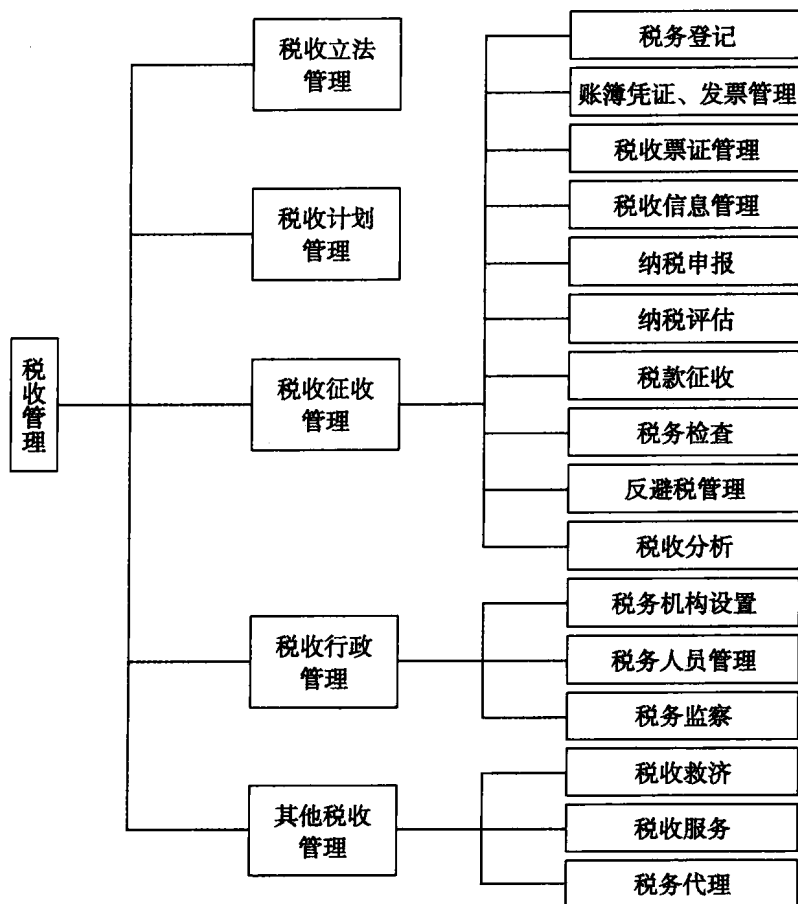 税收管理
税收立法
管理
税收计划
管理
税收征收
管理
税务登记
账簿凭证、发票管理
税收票证管理
税收信息管理
纳税申报
纳税评估
税款征收
税务检查
反避税管理
税收分析
税收行政
管理
税务机构设置
税务人员管理
税务监察
其他税收
管理
税收救济
税收服务
税务代理